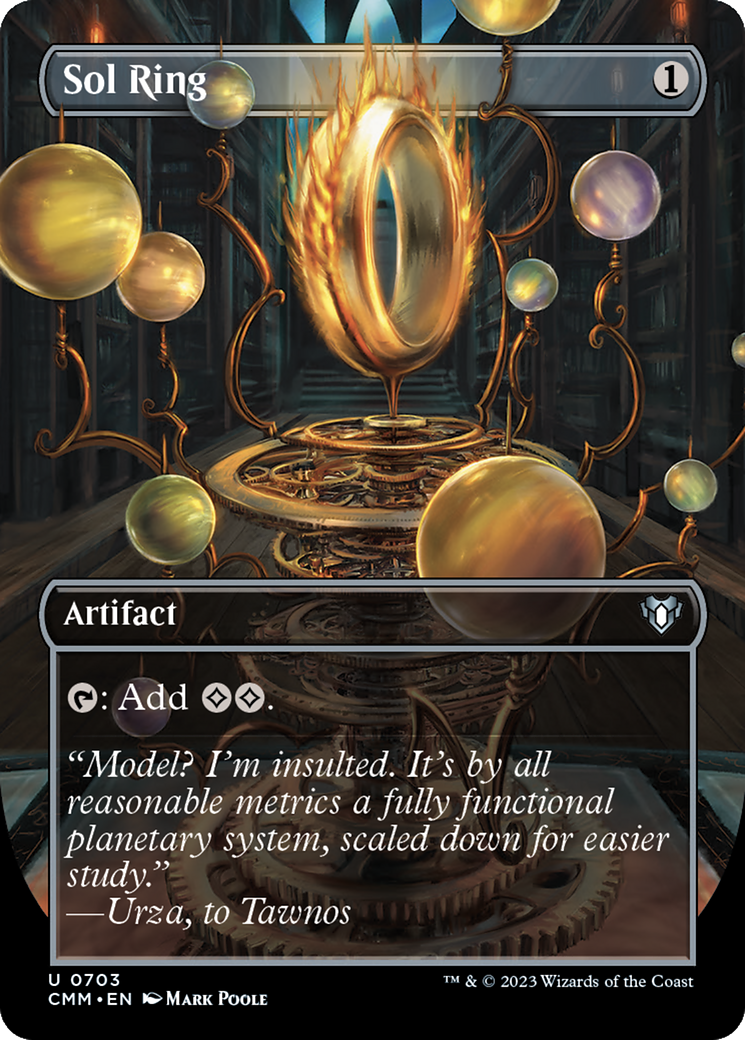 Sol Ring 1
Artifact
: Add .
“Model? I’m insulted. It’s by all
reasonable metrics a fully functional
planetary system, scaled down for easier
study.”
—Urza, to Tawnos
U 0703
CMM • EN Mark Poole
™ & © 2023 Wizards of the Coast